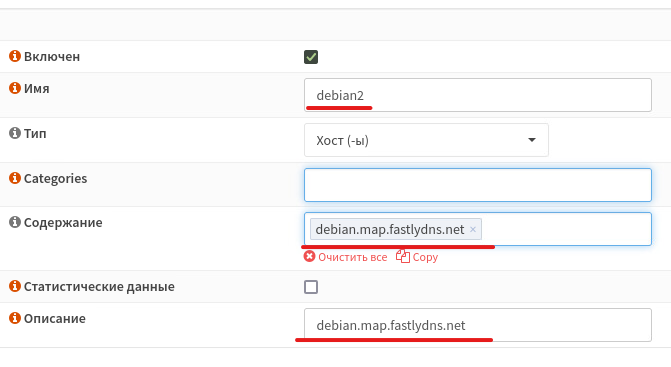 Включен
Имя
debian2
Тип
Хост (-ы)
Categories
Содержание
debian.map.fastlydns.net ×
Очистить все Copy
Статистические данные
Описание
debian.map.fastlydns.net